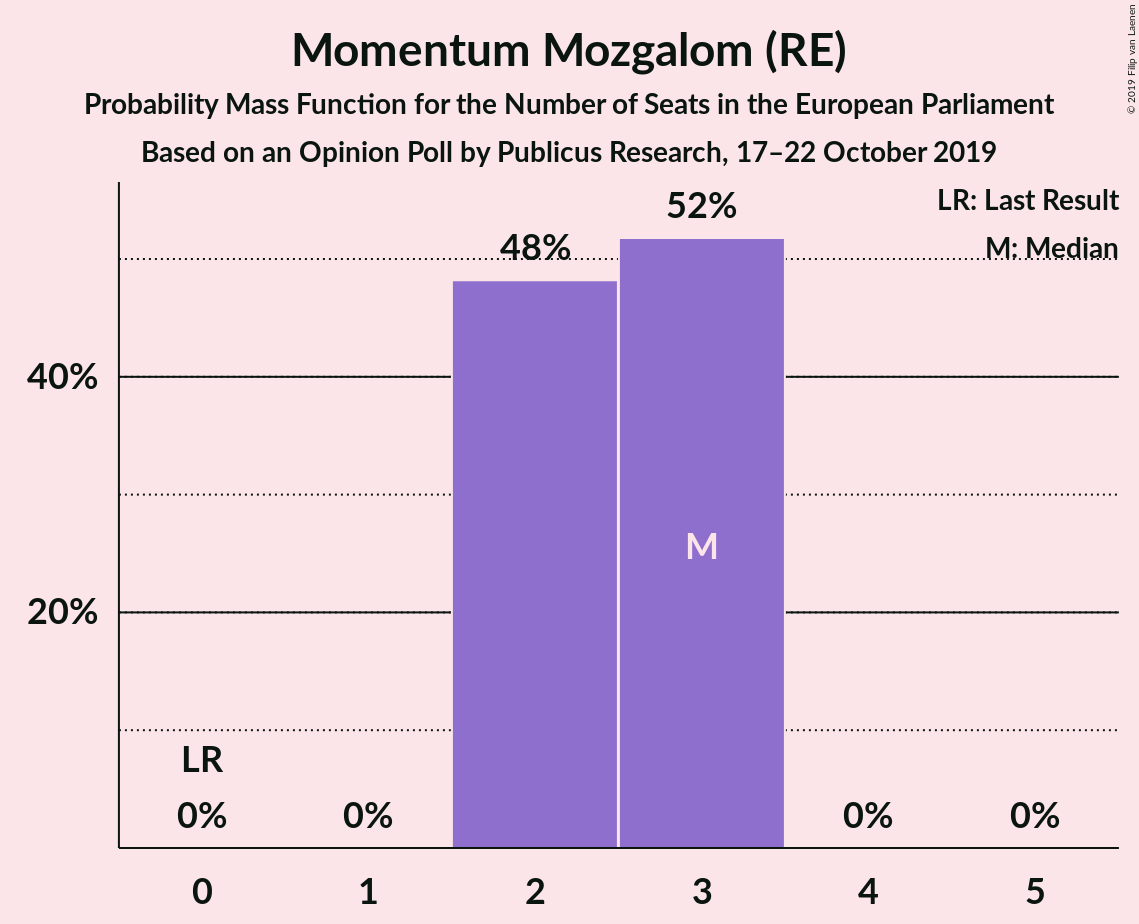 Momentum Mozgalom (RE)
Probability Mass Function for the Number of Seats in the European Parliament
Based on an Opinion Poll by Publicus Research, 17–22 October 2019
© 2019 Filip van Laenen
LR: Last Result
M: Median
52%
48%
40%
M
20%
LR
0% 0% 0% 0%
0 1 2 3 4 5